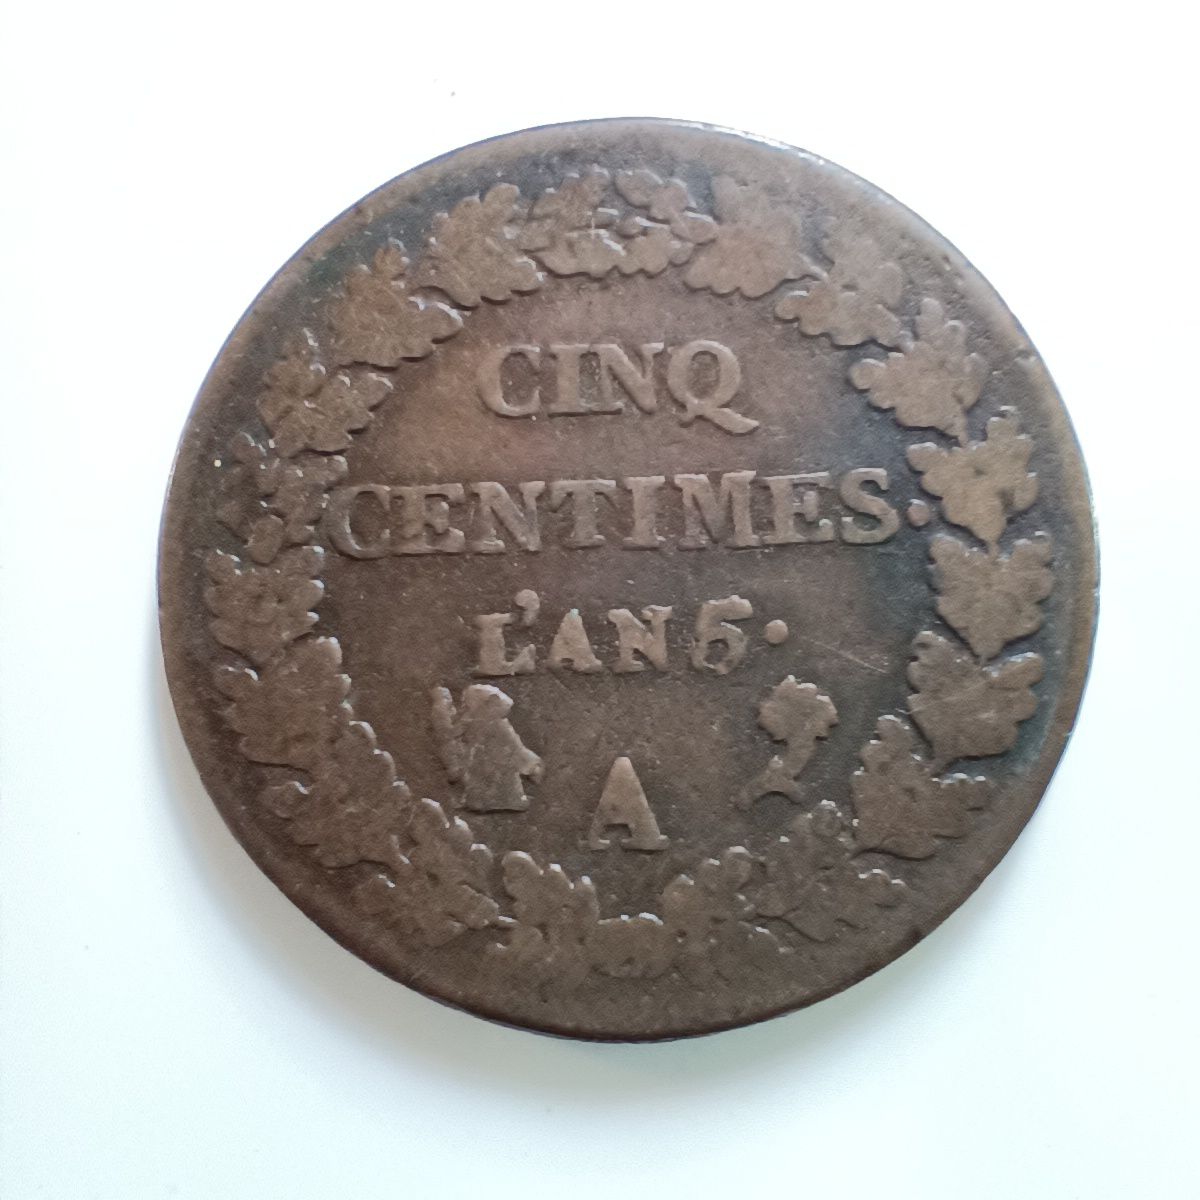 CINQ
CENTIMES.
L'AN 5.
A